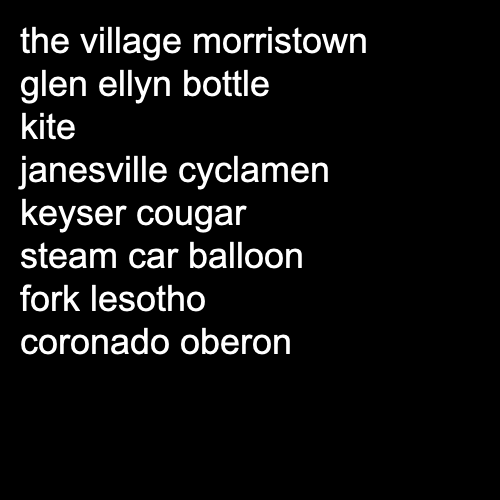 the village morristown
glen ellyn bottle
kite
janesville cyclamen
keyser cougar
steam car balloon
fork lesotho
coronado oberon